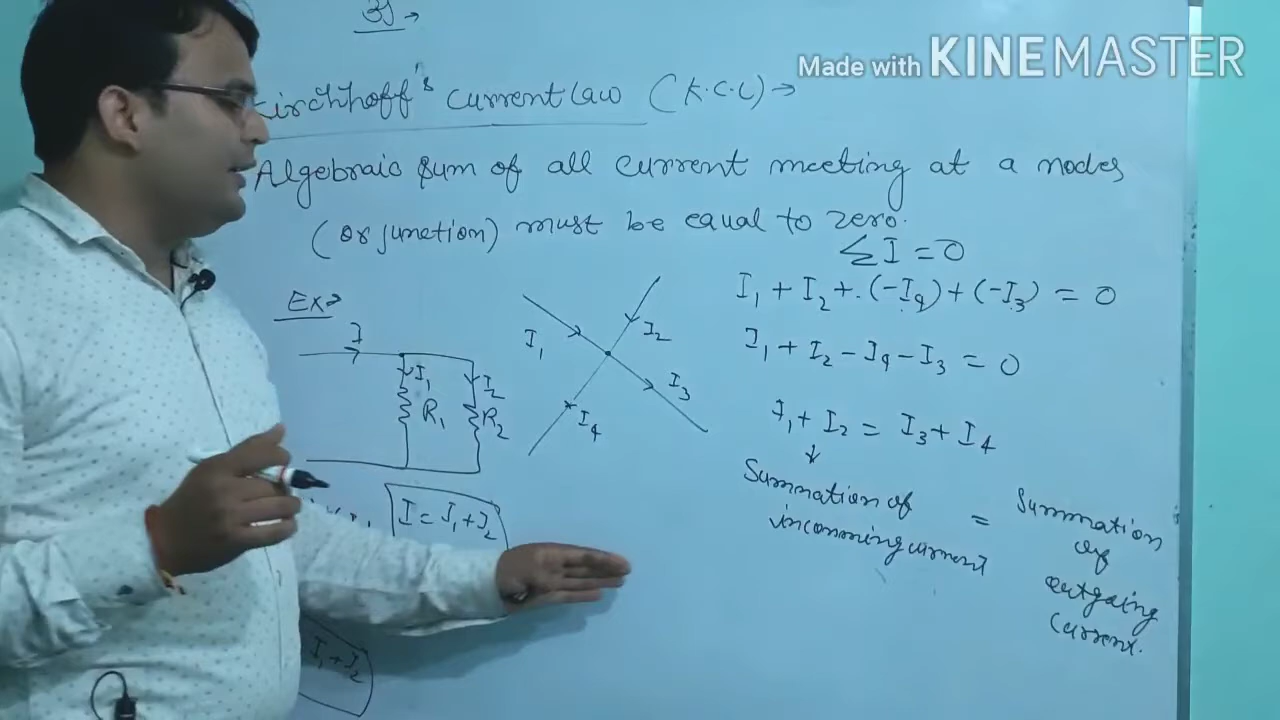 Made with KINEMASTER
Kirchhoff's Current law (K.C.L) →
Algebraic sum of all current meeting at a nodes
(or junction) must be equal to zero.
ΣI = 0
Ex→
I
I₁
R₁
I₂
R₂
I = I₁ + I₂
I₁ + I₂
I₁
I₂
I₃
I₄
I₁ + I₂ + (-I₄) + (-I₃) = 0
I₁ + I₂ - I₄ - I₃ = 0
I₁ + I₂ = I₃ + I₄
↓
Summation of
incomming current
=
Summation
of
outgoing
current.